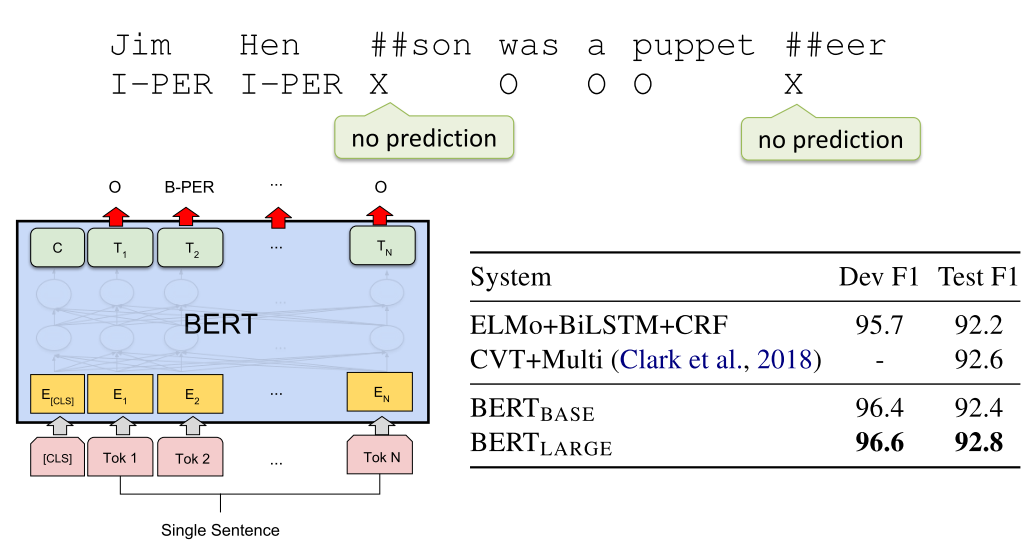 Jim Hen ##son was a puppet ##eer
I-PER I-PER X O O O X
no prediction
no prediction
O B-PER ... O
C T1 T2 ... TN
...
BERT
...
E[CLS] E1 E2 ... EN
[CLS] Tok 1 Tok 2 ... Tok N
Single Sentence
System Dev F1 Test F1
ELMo+BiLSTM+CRF 95.7 92.2
CVT+Multi (Clark et al., 2018) - 92.6
BERTBASE 96.4 92.4
BERTLARGE 96.6 92.8